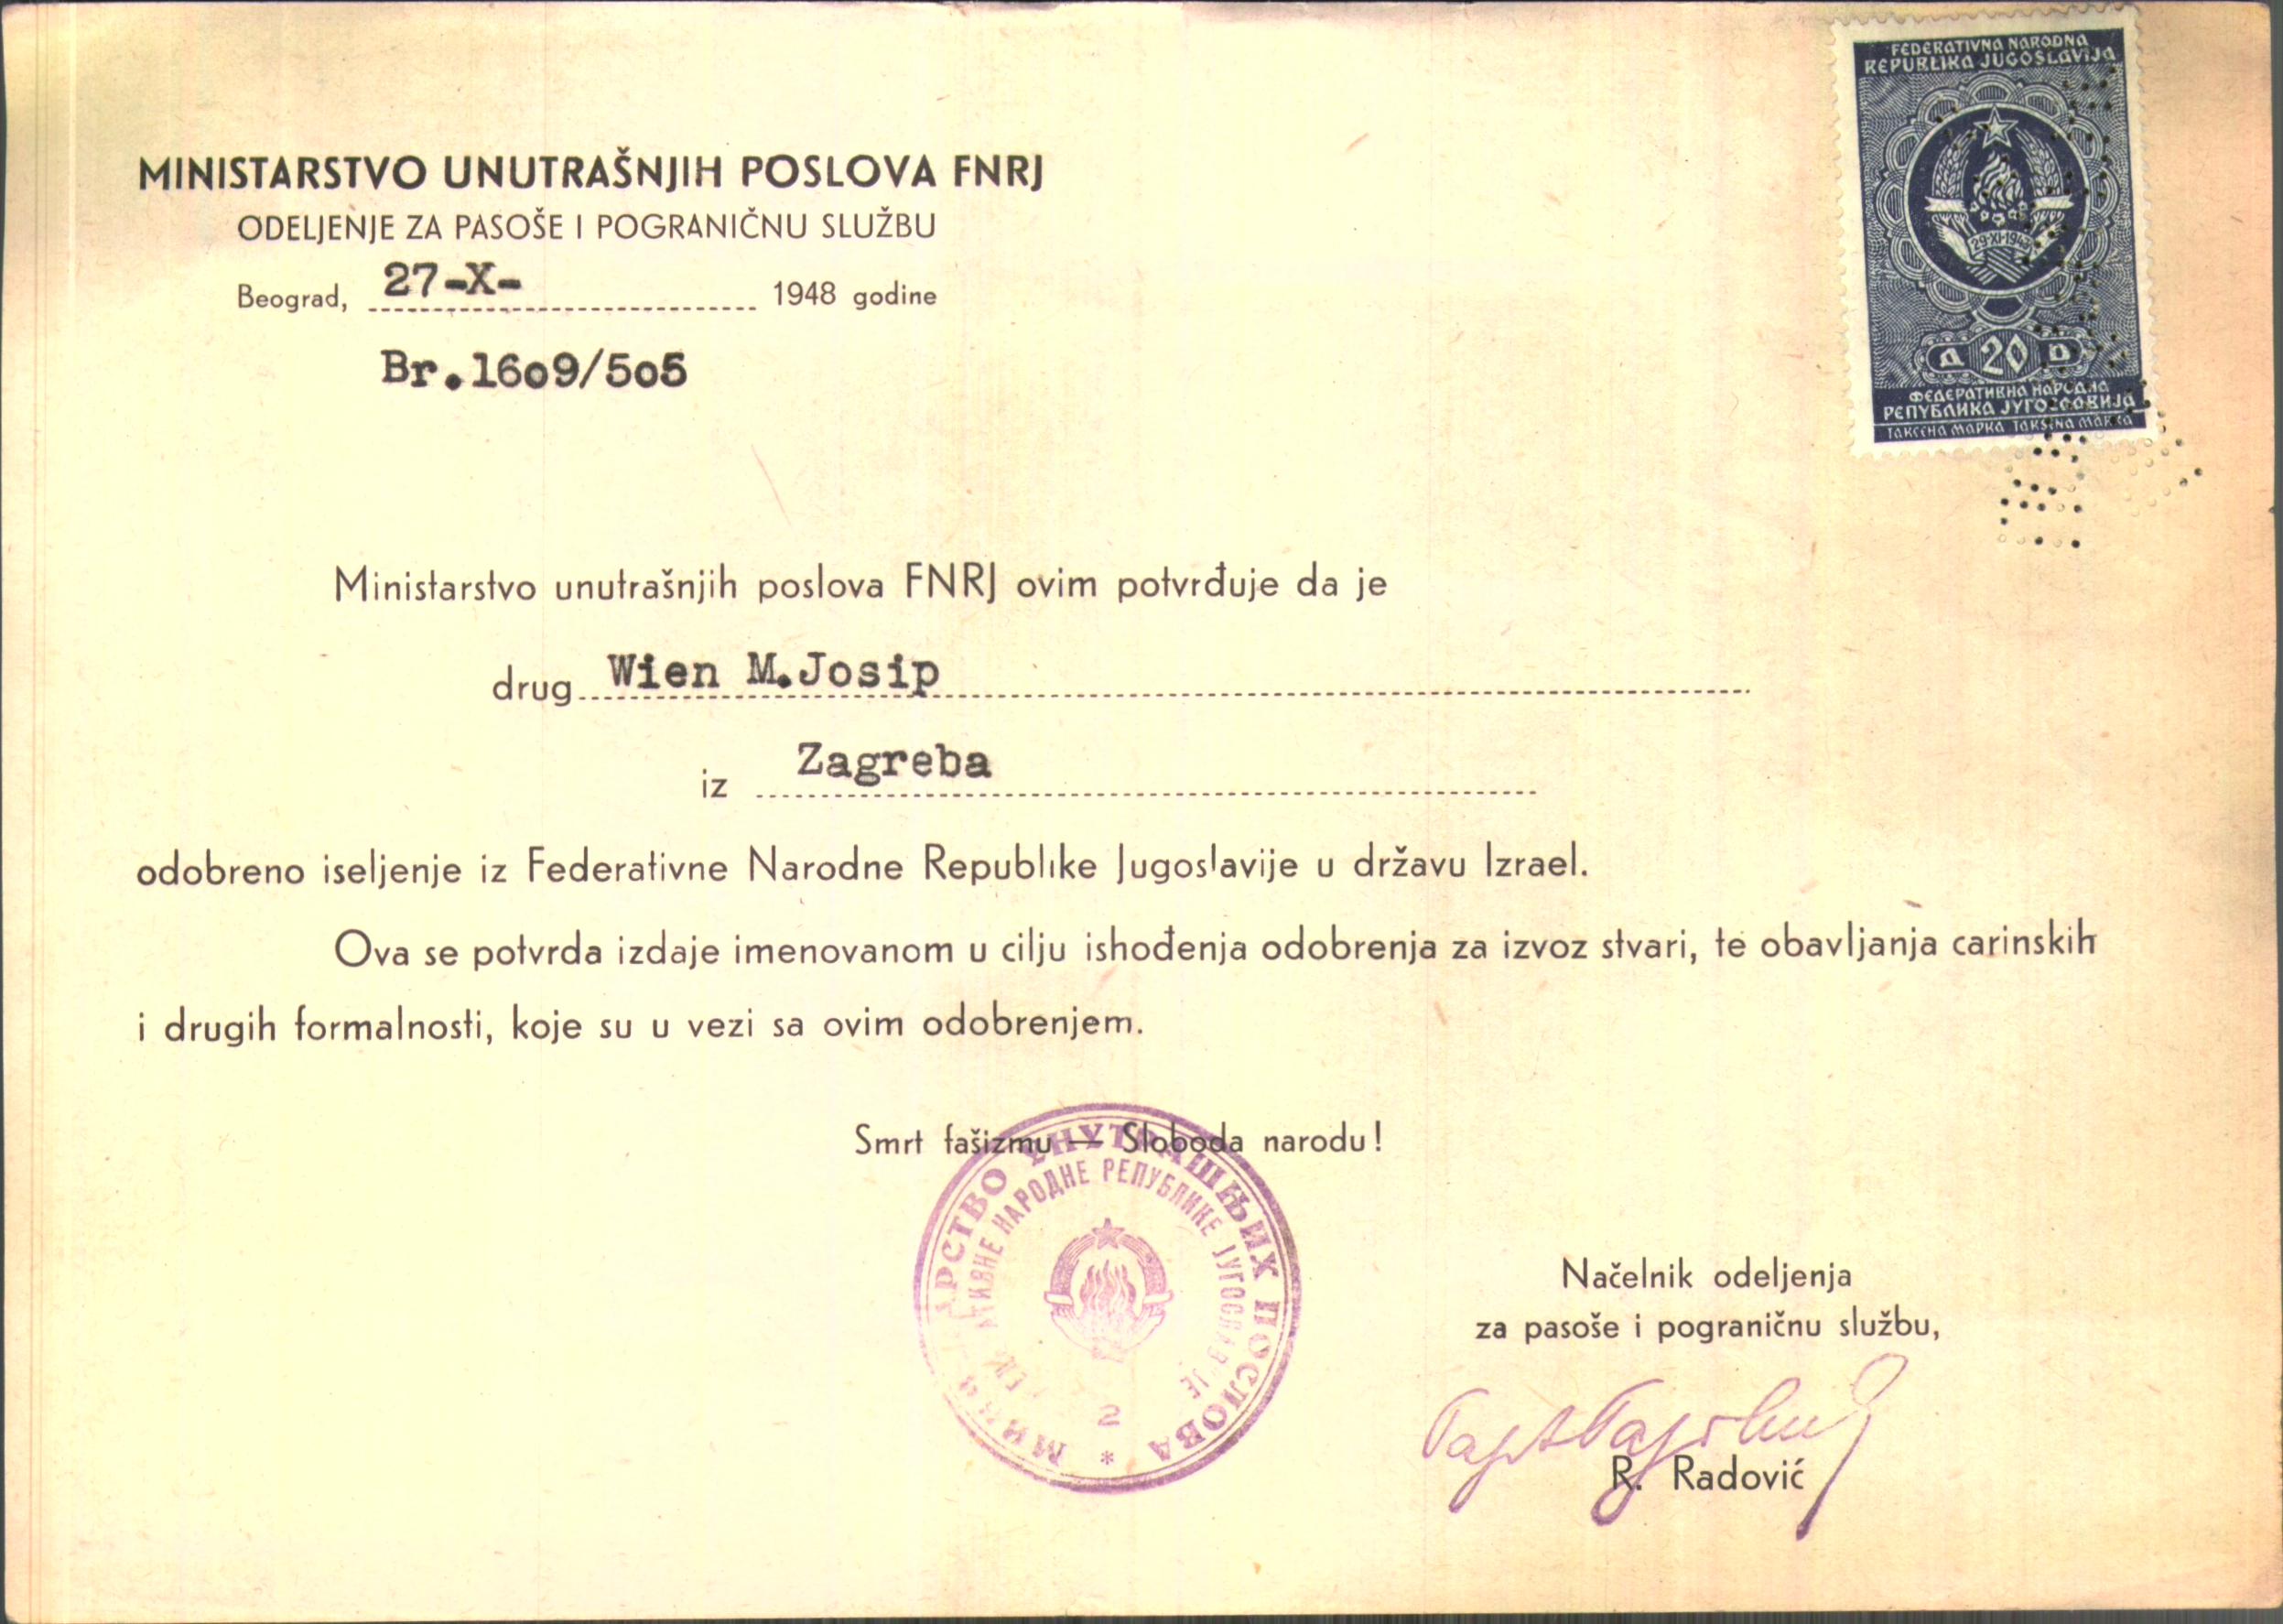 MINISTARSTVO UNUTRAŠNJIH POSLOVA FNRJ
ODELJENJE ZA PASOŠE I POGRANIČNU SLUŽBU
Beograd, 27-X- 1948 godine
Br.1609/505
FEDERATIVNA NARODNA
REPUBLIKA JUGOSLAVIJA
29·XI·1943
Д 20 D
ФЕДЕРАТИВНА НАРОДНА
РЕПУБЛИКА ЈУГОСЛАВИЈА
ТАКСЕНА МАРКА TAKSENA MARKA
Ministarstvo unutrašnjih poslova FNRJ ovim potvrđuje da je
drug Wien M.Josip
iz Zagreba
odobreno iseljenje iz Federativne Narodne Republike Jugoslavije u državu Izrael.
Ova se potvrda izdaje imenovanom u cilju ishođenja odobrenja za izvoz stvari, te obavljanja carinskih
i drugih formalnosti, koje su u vezi sa ovim odobrenjem.
Smrt fašizmu — Sloboda narodu!
УНУТРАШЊИХ ПОСЛОВА
НАРОДНЕ РЕПУБЛИКЕ ЈУГОСЛАВИЈЕ
2
*
Načelnik odeljenja
za pasoše i pograničnu službu,
R. Radović